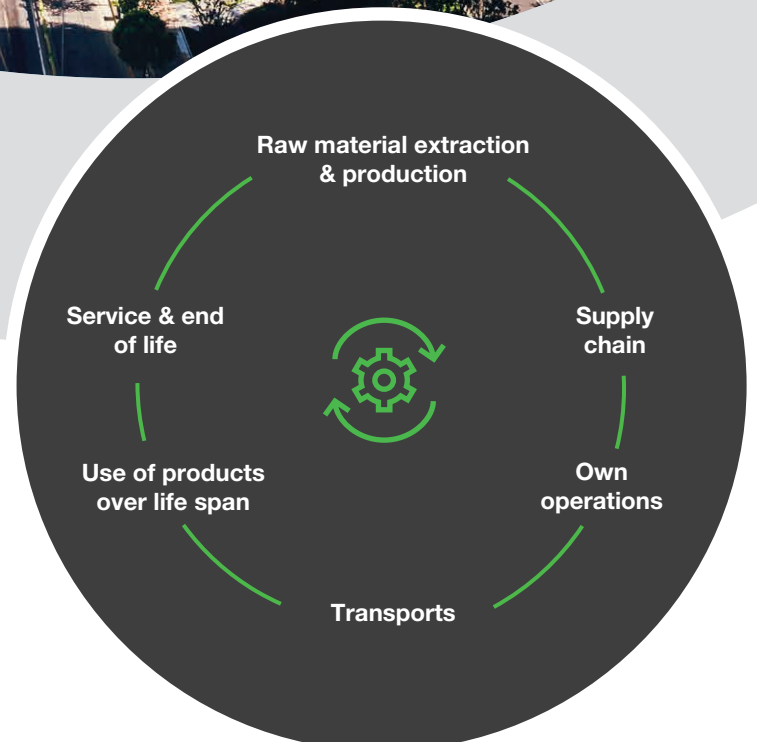 Raw material extraction
& production
Supply
chain
Own
operations
Transports
Use of products
over life span
Service & end
of life